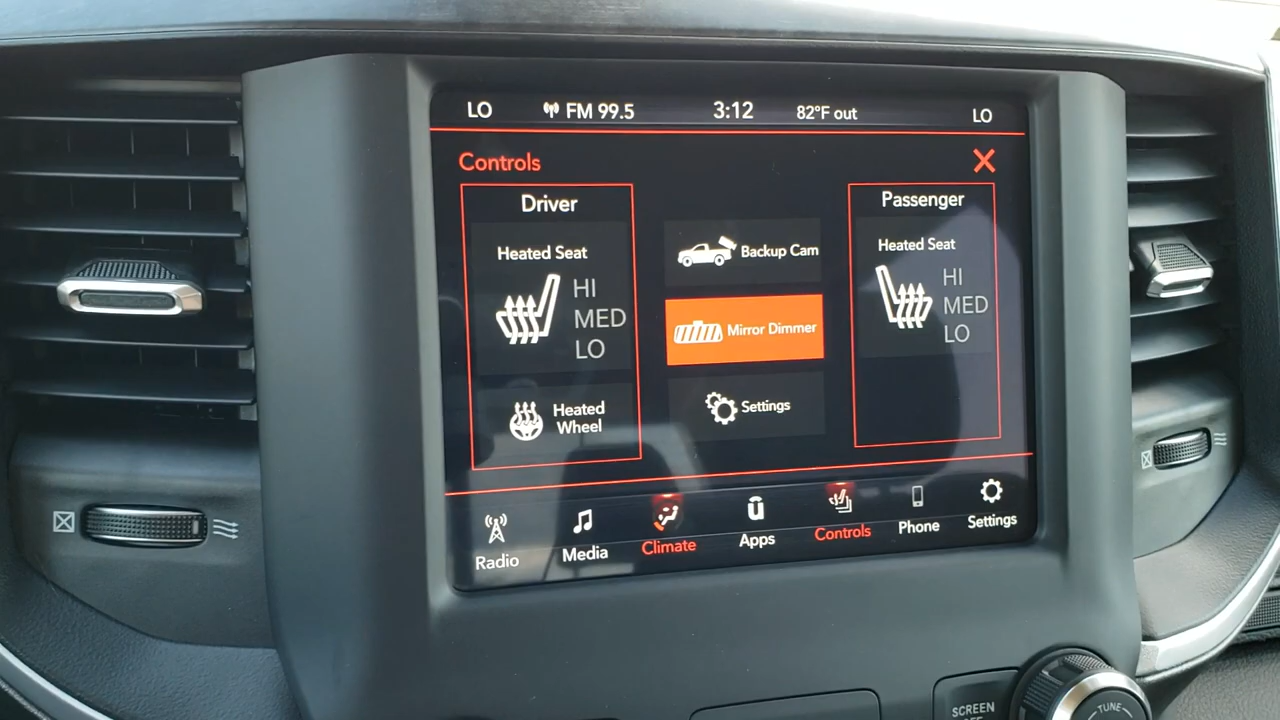 LO FM 99.5 3:12 82°F out LO
Controls
Driver
Heated Seat
HI
MED
LO
Heated
Wheel
Backup Cam
Mirror Dimmer
Settings
Passenger
Heated Seat
HI
MED
LO
Radio Media Climate Apps Controls Phone Settings
SCREEN
TUNE